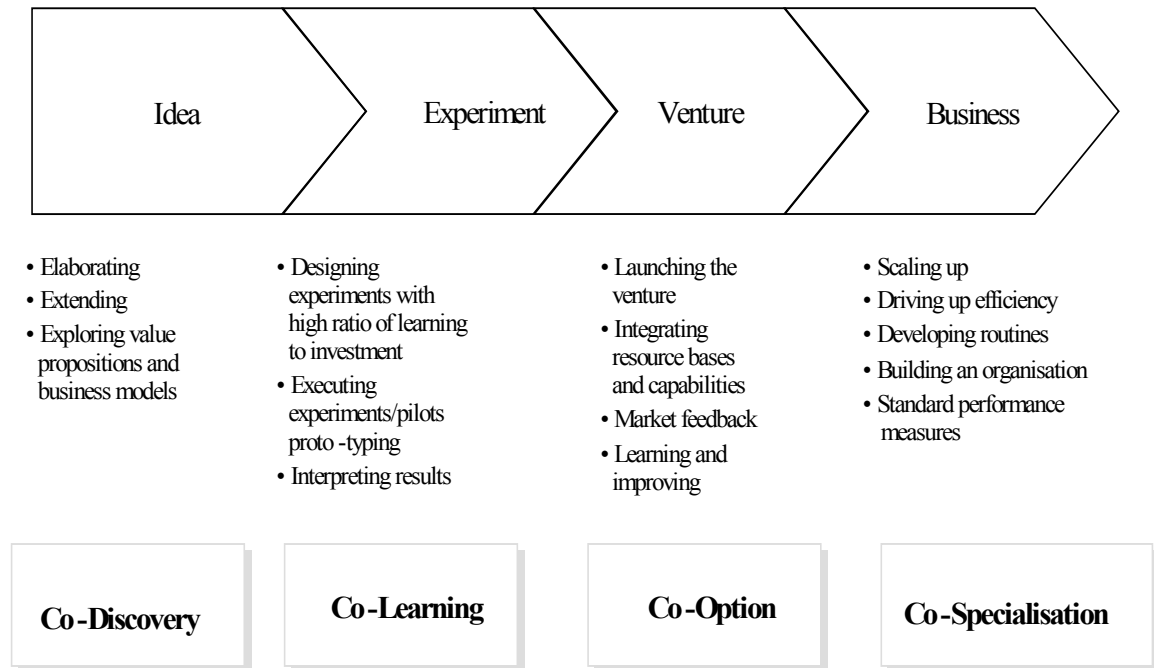 Idea
Experiment
Venture
Business
• Elaborating
• Extending
• Exploring value
propositions and
business models
• Designing
experiments with
high ratio of learning
to investment
• Executing
experiments/pilots
proto -typing
• Interpreting results
• Launching the
venture
• Integrating
resource bases
and capabilities
• Market feedback
• Learning and
improving
• Scaling up
• Driving up efficiency
• Developing routines
• Building an organisation
• Standard performance
measures
Co-Discovery
Co-Learning
Co-Option
Co-Specialisation